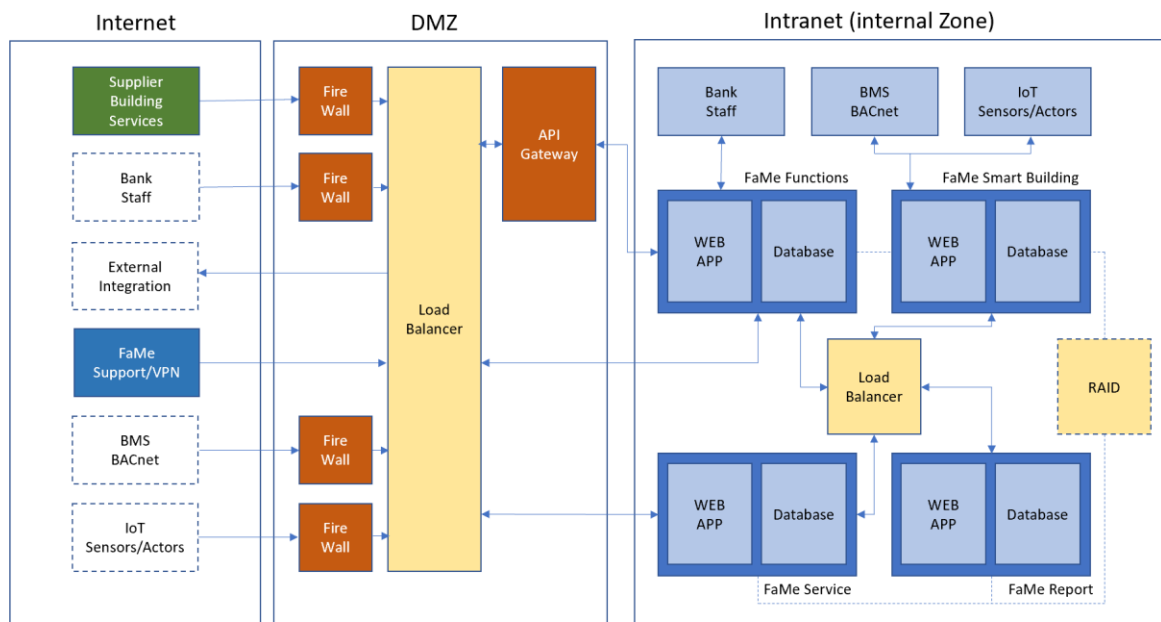 Internet
DMZ
Intranet (internal Zone)
Supplier
Building
Services
Bank
Staff
External
Integration
FaMe
Support/VPN
BMS
BACnet
IoT
Sensors/Actors
Fire
Wall
Fire
Wall
Fire
Wall
Fire
Wall
Load
Balancer
API
Gateway
Bank
Staff
BMS
BACnet
IoT
Sensors/Actors
FaMe Functions
WEB
APP
Database
FaMe Smart Building
WEB
APP
Database
Load
Balancer
RAID
WEB
APP
Database
FaMe Service
WEB
APP
Database
FaMe Report